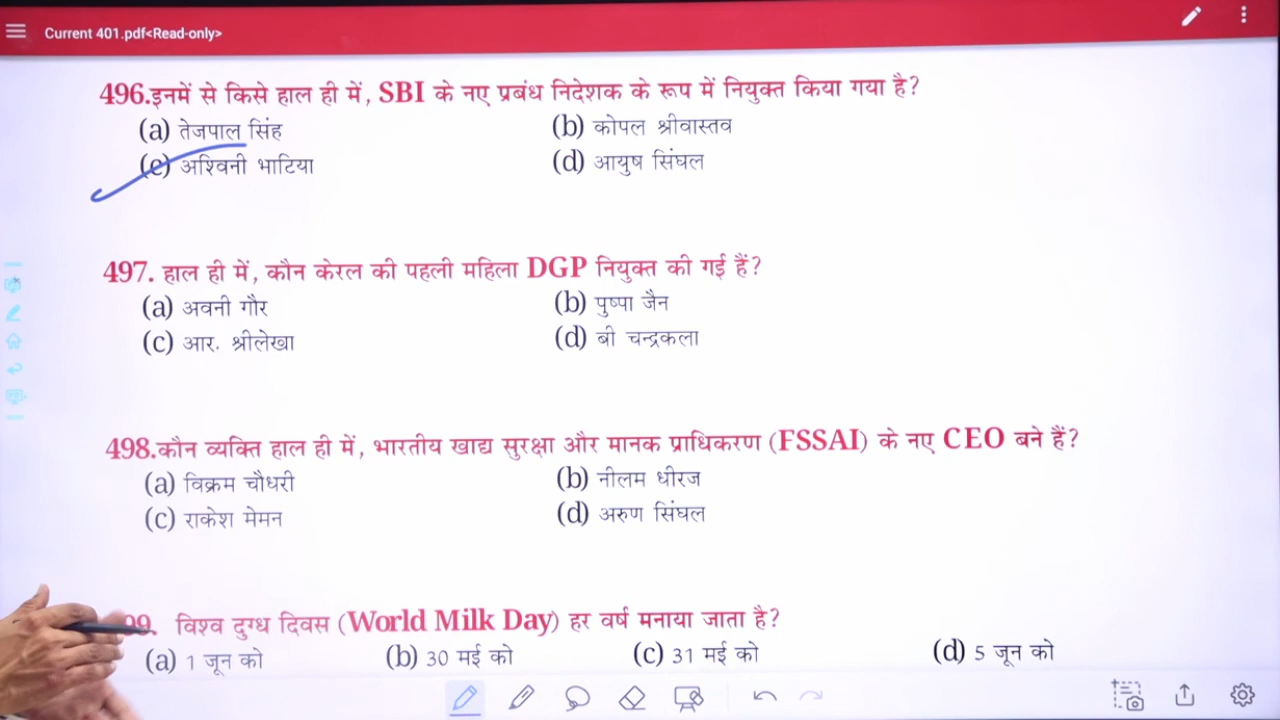 Current 401.pdf<Read-only>
496.इनमें से किसे हाल ही में, SBI के नए प्रबंध निदेशक के रूप में नियुक्त किया गया है?
(a) तेजपाल सिंह (b) कोपल श्रीवास्तव
(c) अश्विनी भाटिया (d) आयुष सिंघल
497. हाल ही में, कौन केरल की पहली महिला DGP नियुक्त की गई हैं?
(a) अवनी गौर (b) पुष्पा जैन
(c) आर. श्रीलेखा (d) बी चन्द्रकला
498.कौन व्यक्ति हाल ही में, भारतीय खाद्य सुरक्षा और मानक प्राधिकरण (FSSAI) के नए CEO बने हैं?
(a) विक्रम चौधरी (b) नीलम धीरज
(c) राकेश मेमन (d) अरुण सिंघल
99. विश्व दुग्ध दिवस (World Milk Day) हर वर्ष मनाया जाता है?
(a) 1 जून को (b) 30 मई को (c) 31 मई को (d) 5 जून को